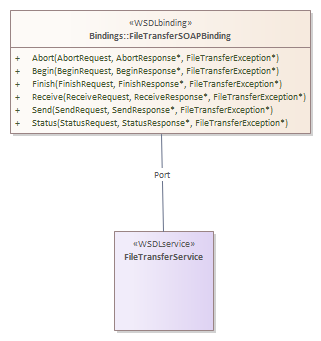 «WSDLbinding»
Bindings::FileTransferSOAPBinding
+ Abort(AbortRequest, AbortResponse*, FileTransferException*)
+ Begin(BeginRequest, BeginResponse*, FileTransferException*)
+ Finish(FinishRequest, FinishResponse*, FileTransferException*)
+ Receive(ReceiveRequest, ReceiveResponse*, FileTransferException*)
+ Send(SendRequest, SendResponse*, FileTransferException*)
+ Status(StatusRequest, StatusResponse*, FileTransferException*)
Port
«WSDLservice»
FileTransferService